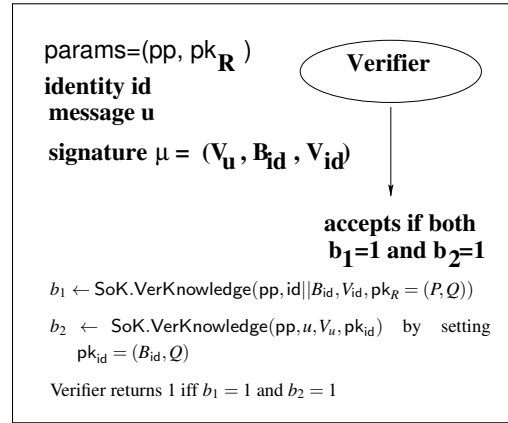 params=(pp, pk_R )
Verifier
identity id
message u
signature μ = (V_u , B_id , V_id)
accepts if both
b_1=1 and b_2=1
b_1 ← SoK.VerKnowledge(pp,id||B_id,V_id,pk_R = (P,Q))
b_2 ← SoK.VerKnowledge(pp,u,V_u,pk_id) by setting
pk_id = (B_id,Q)
Verifier returns 1 iff b_1 = 1 and b_2 = 1